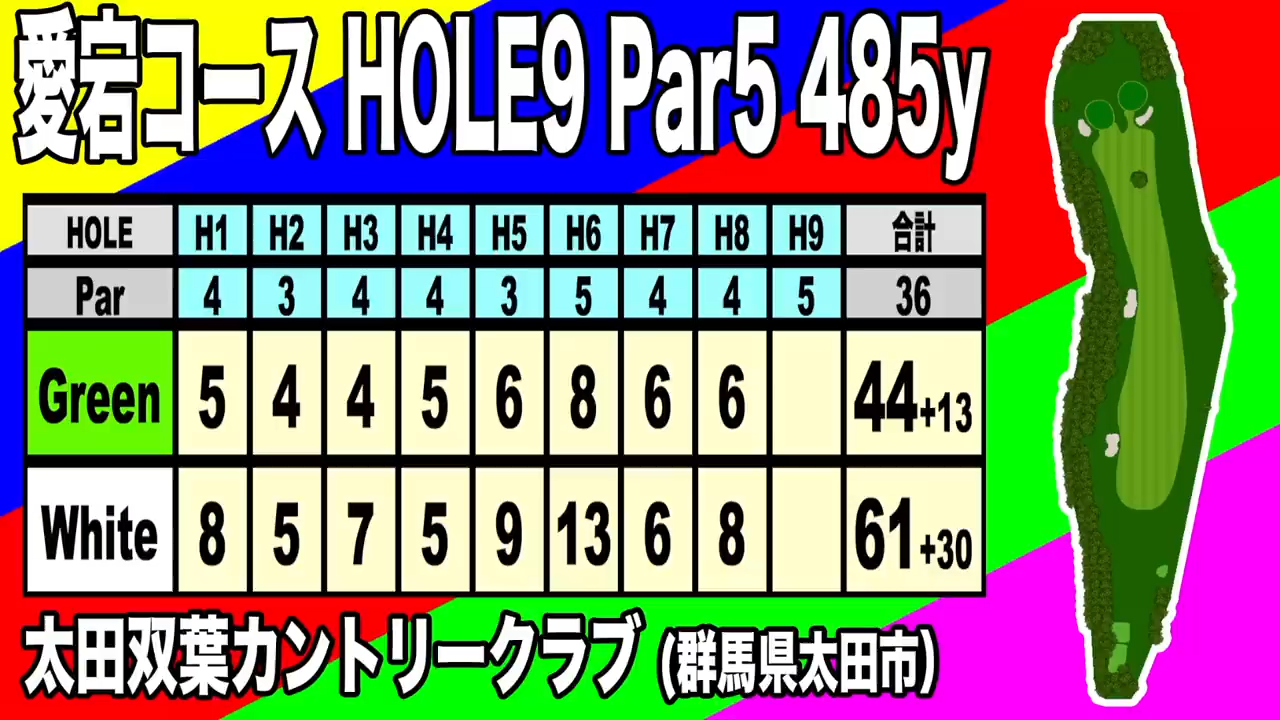 愛宕コース HOLE9 Par5 485y
HOLE H1 H2 H3 H4 H5 H6 H7 H8 H9 合計
Par 4 3 4 4 3 5 4 4 5 36
Green 5 4 4 5 6 8 6 6 44+13
White 8 5 7 5 9 13 6 8 61+30
太田双葉カントリークラブ (群馬県太田市)